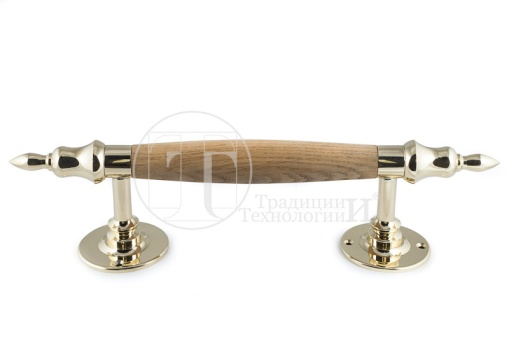 Т
Традиции
Технологии
И